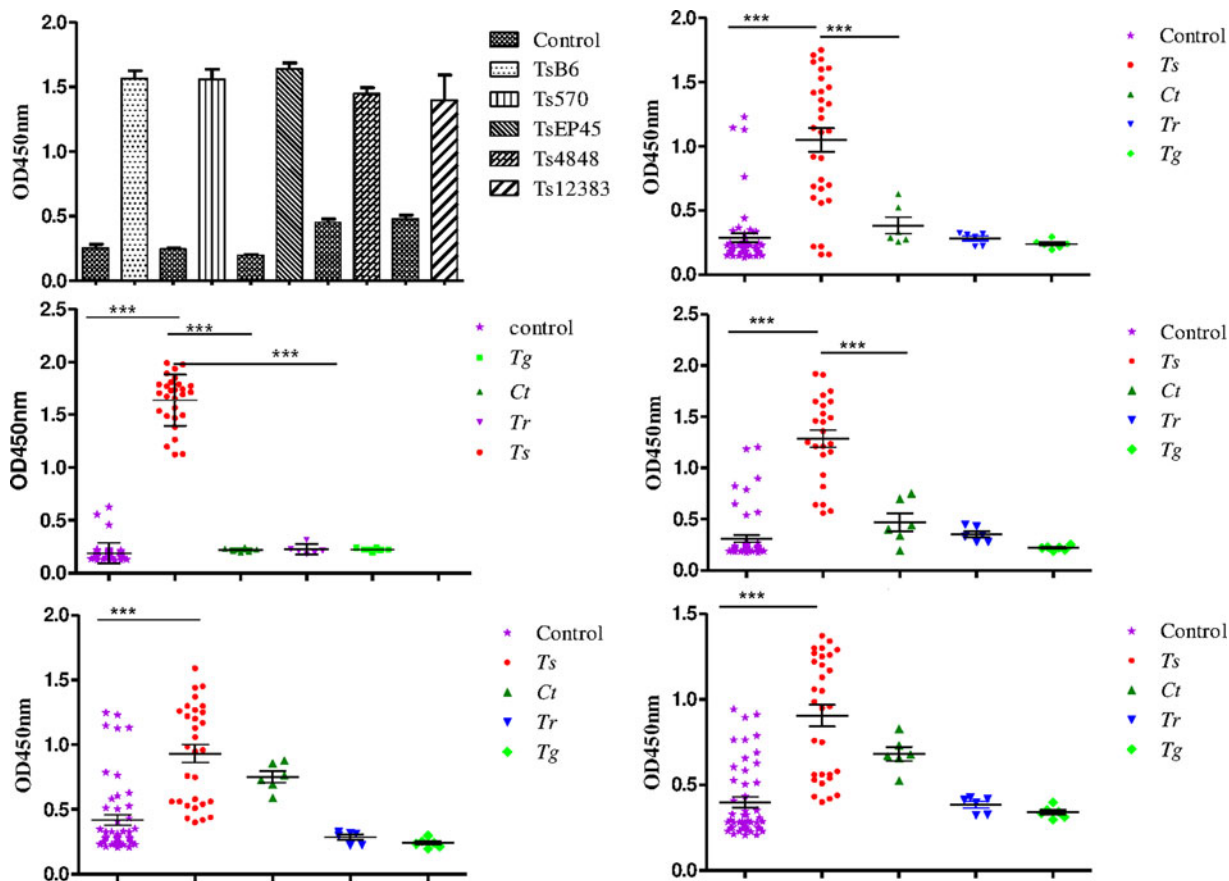 OD450nm
2.0
1.5
1.0
0.5
0.0
Control
TsB6
Ts570
TsEP45
Ts4848
Ts12383
OD450nm
2.0
1.5
1.0
0.5
0.0
***
***
Control
Ts
Ct
Tr
Tg
OD450nm
2.5
2.0
1.5
1.0
0.5
0.0
***
***
***
control
Tg
Ct
Tr
Ts
OD450nm
2.5
2.0
1.5
1.0
0.5
0.0
***
***
Control
Ts
Ct
Tr
Tg
OD450nm
2.0
1.5
1.0
0.5
0.0
***
Control
Ts
Ct
Tr
Tg
OD450nm
1.5
1.0
0.5
0.0
***
Control
Ts
Ct
Tr
Tg